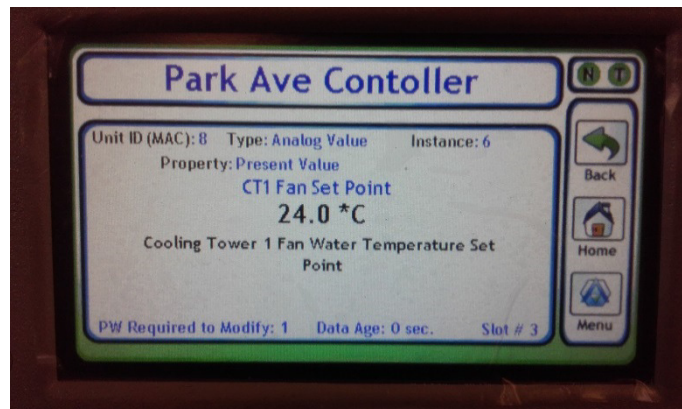 Park Ave Contoller
N T
Unit ID (MAC): 8 Type: Analog Value Instance: 6
Property: Present Value
CT1 Fan Set Point
24.0 *C
Cooling Tower 1 Fan Water Temperature Set
Point
PW Required to Modify: 1 Data Age: 0 sec. Slot # 3
Back
Home
Menu